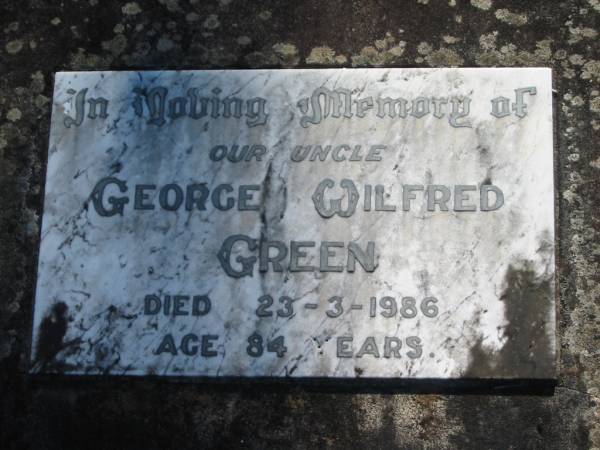 In Loving Memory of
OUR UNCLE
GEORGE WILFRED
GREEN
DIED 23-3-1986
AGE 84 YEARS.